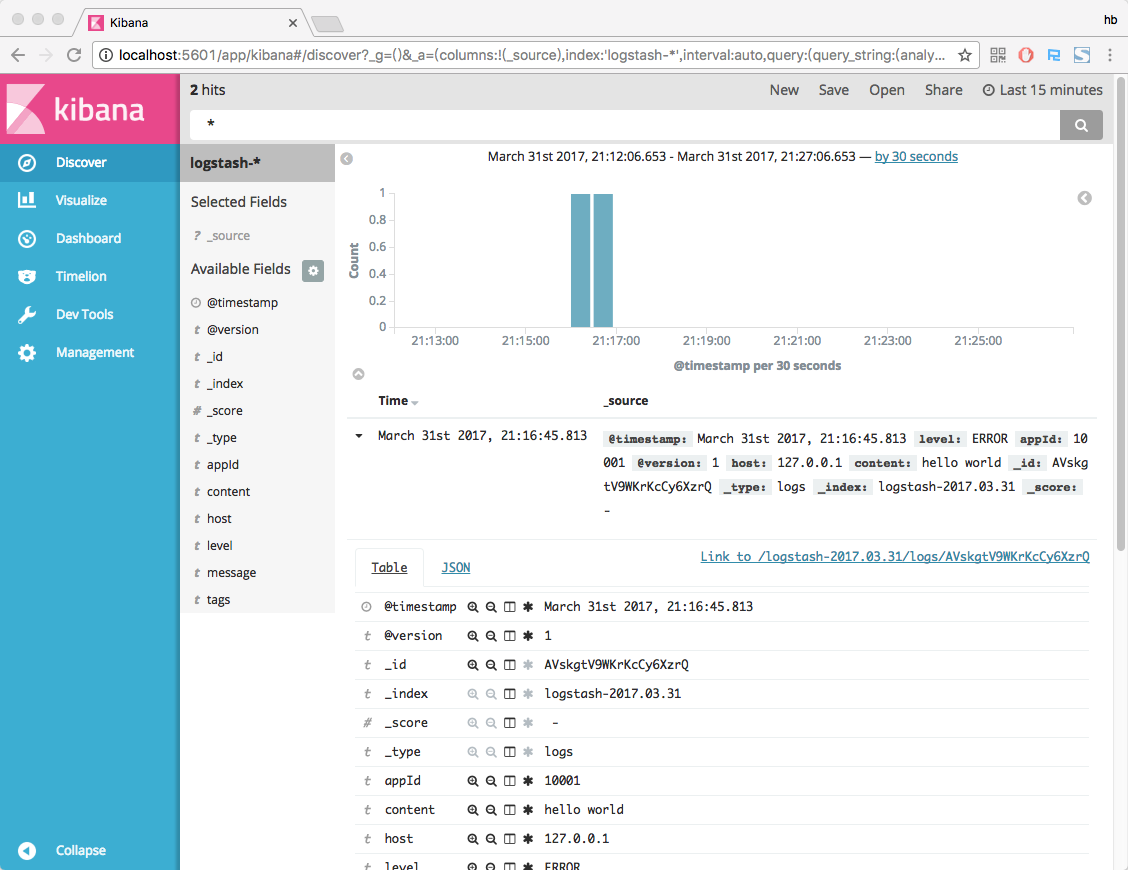 Kibana
hb
localhost:5601/app/kibana#/discover?_g=()&_a=(columns:!(_source),index:'logstash-*',interval:auto,query:(query_string:(analy...
kibana
2 hits
New Save Open Share Last 15 minutes
*
Discover
Visualize
Dashboard
Timelion
Dev Tools
Management
Collapse
logstash-*
Selected Fields
? _source
Available Fields
@timestamp
t @version
t _id
t _index
# _score
t _type
t appId
t content
t host
t level
t message
t tags
March 31st 2017, 21:12:06.653 - March 31st 2017, 21:27:06.653 — by 30 seconds
Count
1
0.8
0.6
0.4
0.2
0
21:13:00 21:15:00 21:17:00 21:19:00 21:21:00 21:23:00 21:25:00
@timestamp per 30 seconds
Time _source
March 31st 2017, 21:16:45.813
@timestamp: March 31st 2017, 21:16:45.813 level: ERROR appId: 10
001 @version: 1 host: 127.0.0.1 content: hello world _id: AVskg
tV9WKrKcCy6XzrQ _type: logs _index: logstash-2017.03.31 _score:
-
Table JSON
Link to /logstash-2017.03.31/logs/AVskgtV9WKrKcCy6XzrQ
@timestamp March 31st 2017, 21:16:45.813
t @version 1
t _id AVskgtV9WKrKcCy6XzrQ
t _index logstash-2017.03.31
# _score -
t _type logs
t appId 10001
t content hello world
t host 127.0.0.1
t level ERROR